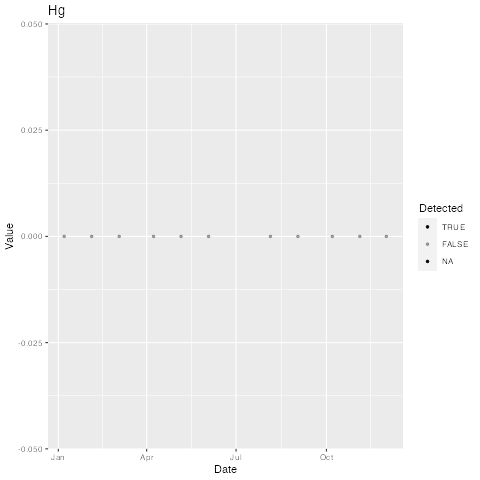 Hg
0.050
0.025
0.000
-0.025
-0.050
Value
Jan
Apr
Jul
Oct
Date
Detected
TRUE
FALSE
NA